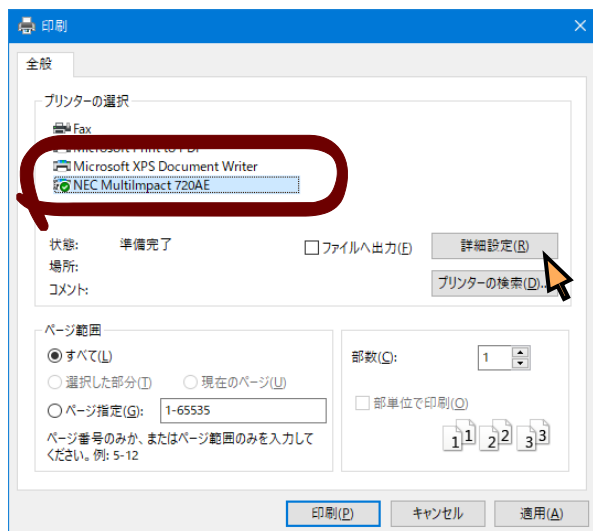 印刷
全般
プリンターの選択
Fax
Microsoft Print to PDF
Microsoft XPS Document Writer
NEC MultiImpact 720AE
状態: 準備完了
□ファイルへ出力(F) 詳細設定(R)
場所:
コメント:
プリンターの検索(D)...
ページ範囲
すべて(L)
選択した部分(T) 現在のページ(U)
ページ指定(G): 1-65535
ページ番号のみか、またはページ範囲のみを入力して
ください。例: 5-12
部数(C): 1
部単位で印刷(O)
1 1 2 2 3 3
印刷(P) キャンセル 適用(A)